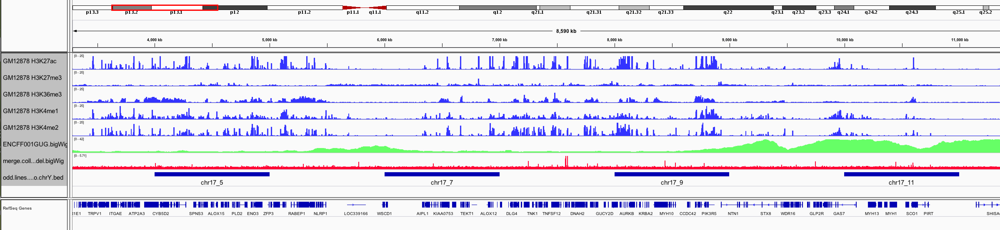 p13.3 p13.2 p13.1 p12 p11.2 p11.1 q11.1 q11.2 q12 q21.1 q21.31 q21.32 q21.33 q22 q23.1 q23.2 q23.3 q24.1 q24.2 q24.3 q25.1 q25.2
8,590 kb
4,000 kb 5,000 kb 6,000 kb 7,000 kb 8,000 kb 9,000 kb 10,000 kb 11,000 kb
[0 - 25]
GM12878 H3K27ac
[0 - 25]
GM12878 H3K27me3
[0 - 25]
GM12878 H3K36me3
[0 - 25]
GM12878 H3K4me1
[0 - 25]
GM12878 H3K4me2
[0 - 42]
ENCFF001GUG.bigWig
[0 - 5.71]
merge.coll...del.bigWig
odd.lines....o.chrY.bed
chr17_5 chr17_7 chr17_9 chr17_11
RefSeq Genes
R1E1 TRPV1 ITGAE ATP2A3 CYB5D2 SPNS3 ALOX15 PLD2 ENO3 ZFP3 RABEP1 NLRP1 LOC339166 WSCD1 AIPL1 KIAA0753 TEKT1 ALOX12 DLG4 TNK1 TNFSF12 DNAH2 GUCY2D AURKB KRBA2 MYH10 CCDC42 PIK3R5 NTN1 STX8 WDR16 GLP2R GAS7 MYH13 MYH1 SCO1 PIRT SHISA